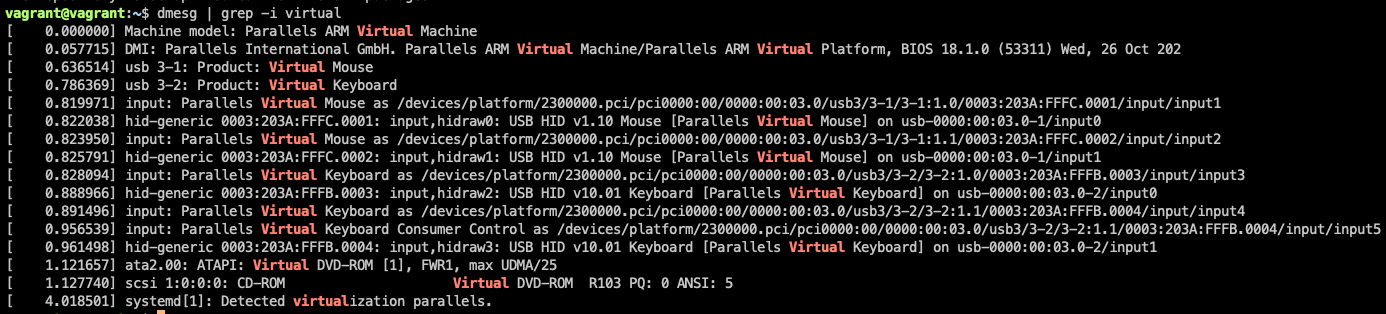 vagrant@vagrant:~$ dmesg | grep -i virtual
[    0.000000] Machine model: Parallels ARM Virtual Machine
[    0.057715] DMI: Parallels International GmbH. Parallels ARM Virtual Machine/Parallels ARM Virtual Platform, BIOS 18.1.0 (53311) Wed, 26 Oct 202
[    0.636514] usb 3-1: Product: Virtual Mouse
[    0.786369] usb 3-2: Product: Virtual Keyboard
[    0.819971] input: Parallels Virtual Mouse as /devices/platform/2300000.pci/pci0000:00/0000:00:03.0/usb3/3-1/3-1:1.0/0003:203A:FFFC.0001/input/input1
[    0.822038] hid-generic 0003:203A:FFFC.0001: input,hidraw0: USB HID v1.10 Mouse [Parallels Virtual Mouse] on usb-0000:00:03.0-1/input0
[    0.823950] input: Parallels Virtual Mouse as /devices/platform/2300000.pci/pci0000:00/0000:00:03.0/usb3/3-1/3-1:1.1/0003:203A:FFFC.0002/input/input2
[    0.825791] hid-generic 0003:203A:FFFC.0002: input,hidraw1: USB HID v1.10 Mouse [Parallels Virtual Mouse] on usb-0000:00:03.0-1/input1
[    0.828094] input: Parallels Virtual Keyboard as /devices/platform/2300000.pci/pci0000:00/0000:00:03.0/usb3/3-2/3-2:1.0/0003:203A:FFFB.0003/input/input3
[    0.888966] hid-generic 0003:203A:FFFB.0003: input,hidraw2: USB HID v10.01 Keyboard [Parallels Virtual Keyboard] on usb-0000:00:03.0-2/input0
[    0.891496] input: Parallels Virtual Keyboard as /devices/platform/2300000.pci/pci0000:00/0000:00:03.0/usb3/3-2/3-2:1.1/0003:203A:FFFB.0004/input/input4
[    0.956539] input: Parallels Virtual Keyboard Consumer Control as /devices/platform/2300000.pci/pci0000:00/0000:00:03.0/usb3/3-2/3-2:1.1/0003:203A:FFFB.0004/input/input5
[    0.961498] hid-generic 0003:203A:FFFB.0004: input,hidraw3: USB HID v10.01 Keyboard [Parallels Virtual Keyboard] on usb-0000:00:03.0-2/input1
[    1.121657] ata2.00: ATAPI: Virtual DVD-ROM [1], FWR1, max UDMA/25
[    1.127740] scsi 1:0:0:0: CD-ROM                     Virtual DVD-ROM  R103 PQ: 0 ANSI: 5
[    4.018501] systemd[1]: Detected virtualization parallels.